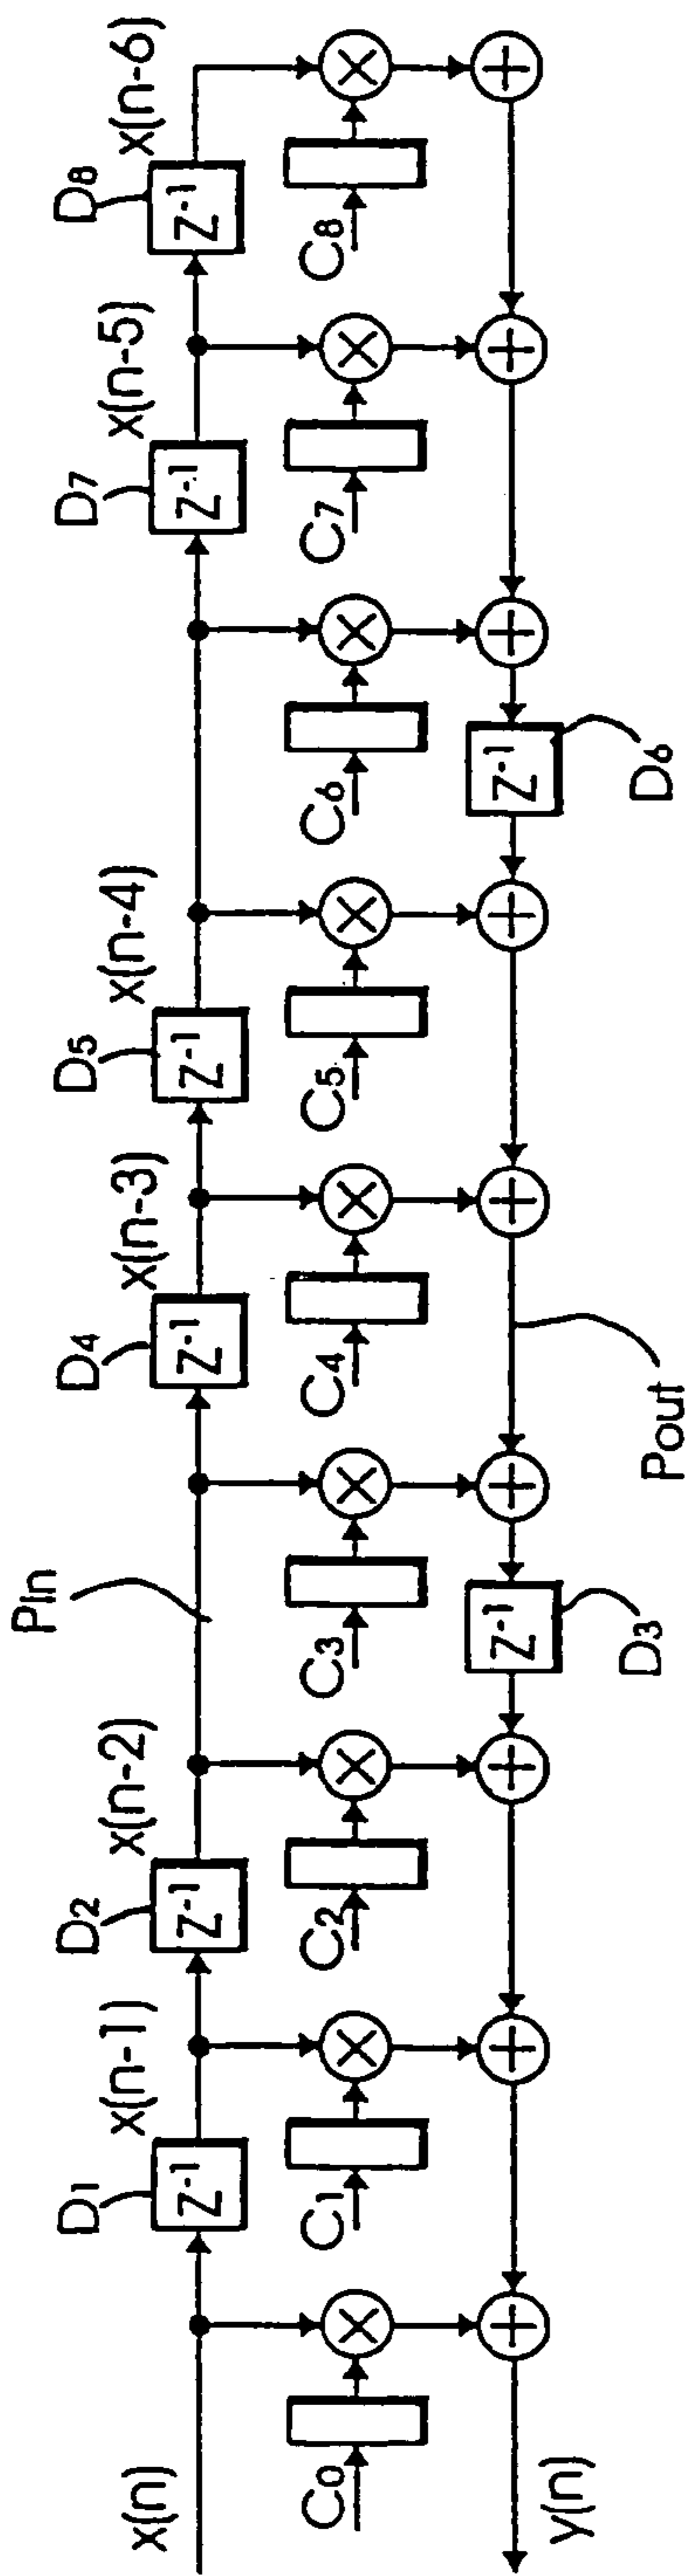 D1 D2 D4 D5 D7 D8
x(n) x(n-1) x(n-2) PIn x(n-3) x(n-4) x(n-5) x(n-6)
Z-1 Z-1 Z-1 Z-1 Z-1 Z-1
C0 C1 C2 C3 C4 C5 C6 C7 C8
Z-1 Z-1
y(n) D3 Pout D6